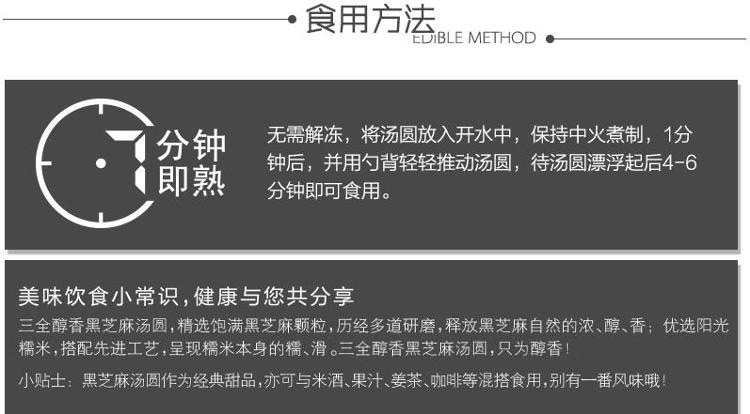 食用方法
EDIBLE METHOD
7分钟
即熟
无需解冻，将汤圆放入开水中，保持中火煮制，1分
钟后，并用勺背轻轻推动汤圆，待汤圆漂浮起后4-6
分钟即可食用。
美味饮食小常识，健康与您共分享
三全醇香黑芝麻汤圆，精选饱满黑芝麻颗粒，历经多道研磨，释放黑芝麻自然的浓、醇、香；优选阳光
糯米，搭配先进工艺，呈现糯米本身的糯、滑。三全醇香黑芝麻汤圆，只为醇香！
小贴士：黑芝麻汤圆作为经典甜品，亦可与米酒、果汁、姜茶、咖啡等混搭食用，别有一番风味哦！